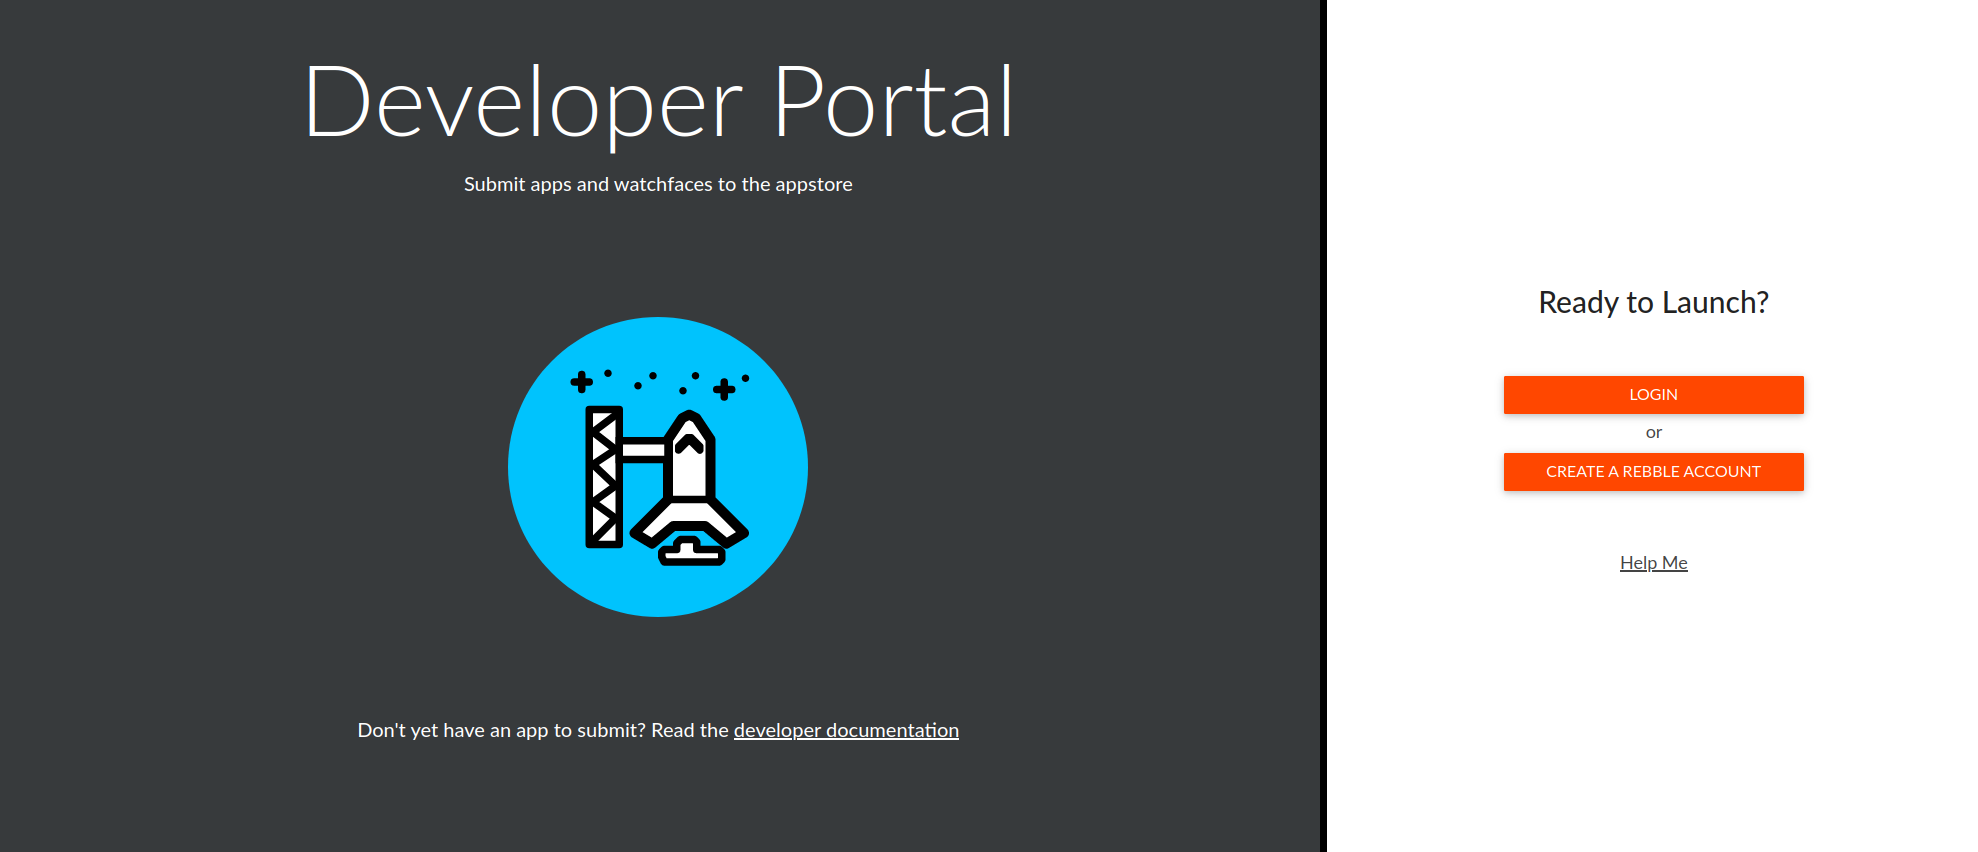 Developer Portal
Submit apps and watchfaces to the appstore
Don't yet have an app to submit? Read the developer documentation
Ready to Launch?
LOGIN
or
CREATE A REBBLE ACCOUNT
Help Me